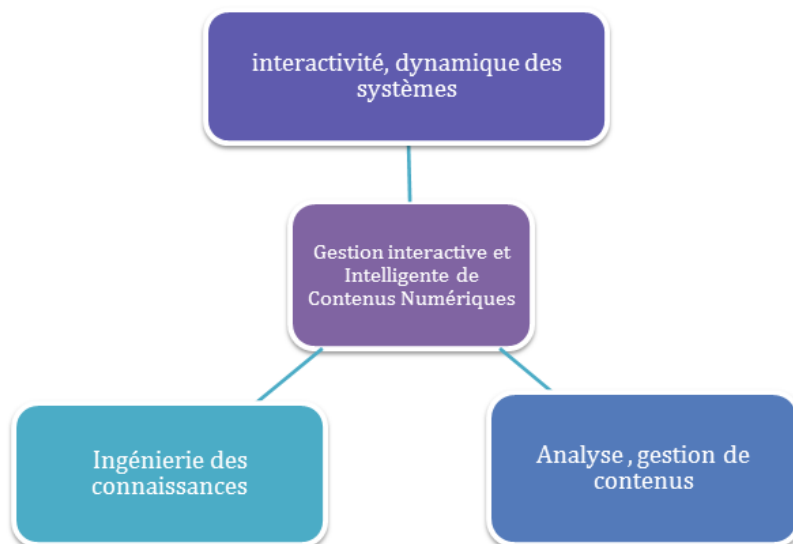 interactivité, dynamique des
systèmes
Gestion interactive et
Intelligente de
Contenus Numériques
Ingénierie des
connaissances
Analyse , gestion de
contenus